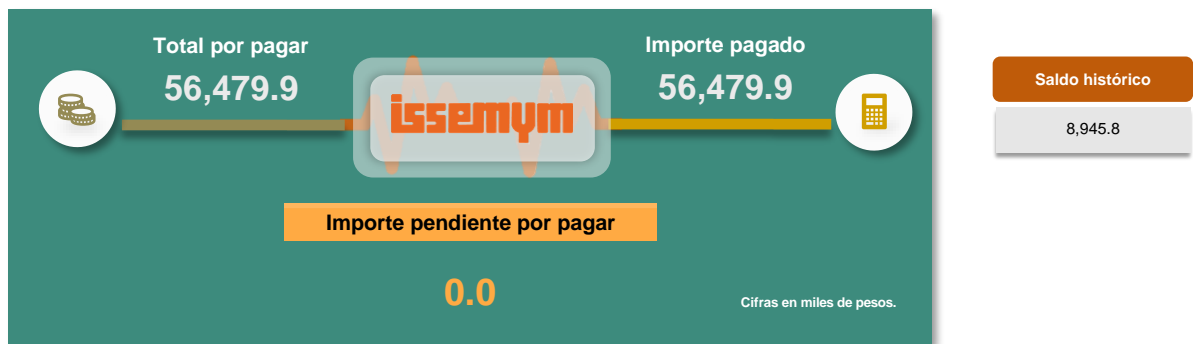 Total por pagar
56,479.9
issemym
Importe pagado
56,479.9
Importe pendiente por pagar
0.0
Cifras en miles de pesos.
Saldo histórico
8,945.8